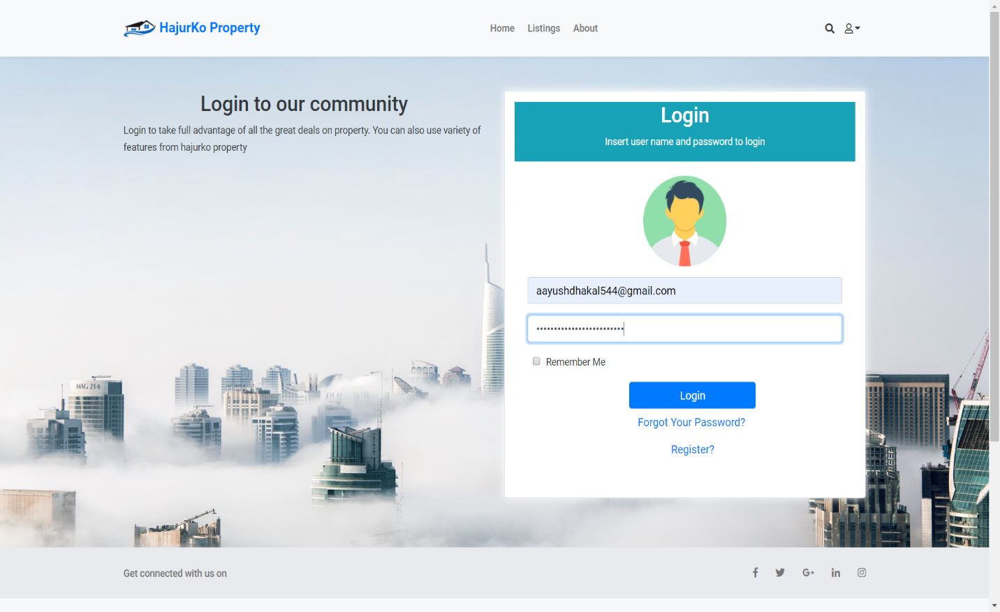 HajurKo Property
Home Listings About
Login to our community
Login to take full advantage of all the great deals on property. You can also use variety of
features from hajurko property
Login
Insert user name and password to login
aayushdhakal544@gmail.com
•••••••••••••••••••••••••
Remember Me
Login
Forgot Your Password?
Register?
MAG 214
Get connected with us on